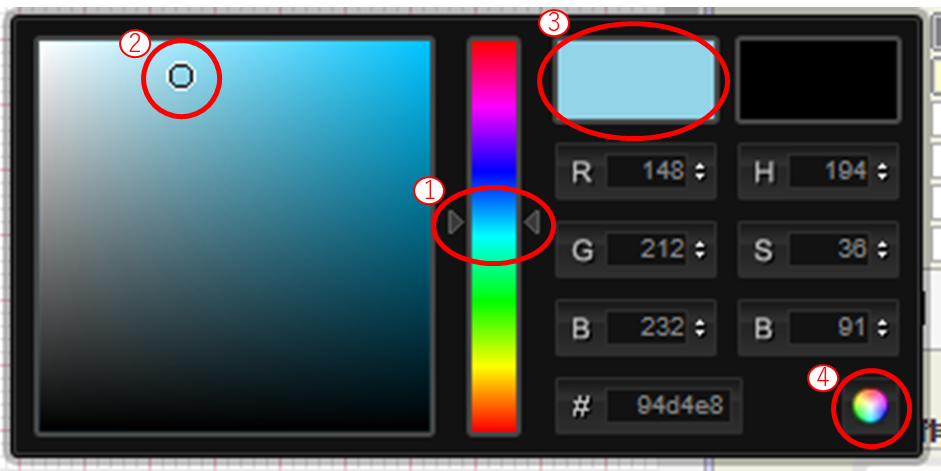 ③
②
R 148 H 194
①
G 212 S 36
B 232 B 91
④
# 94d4e8